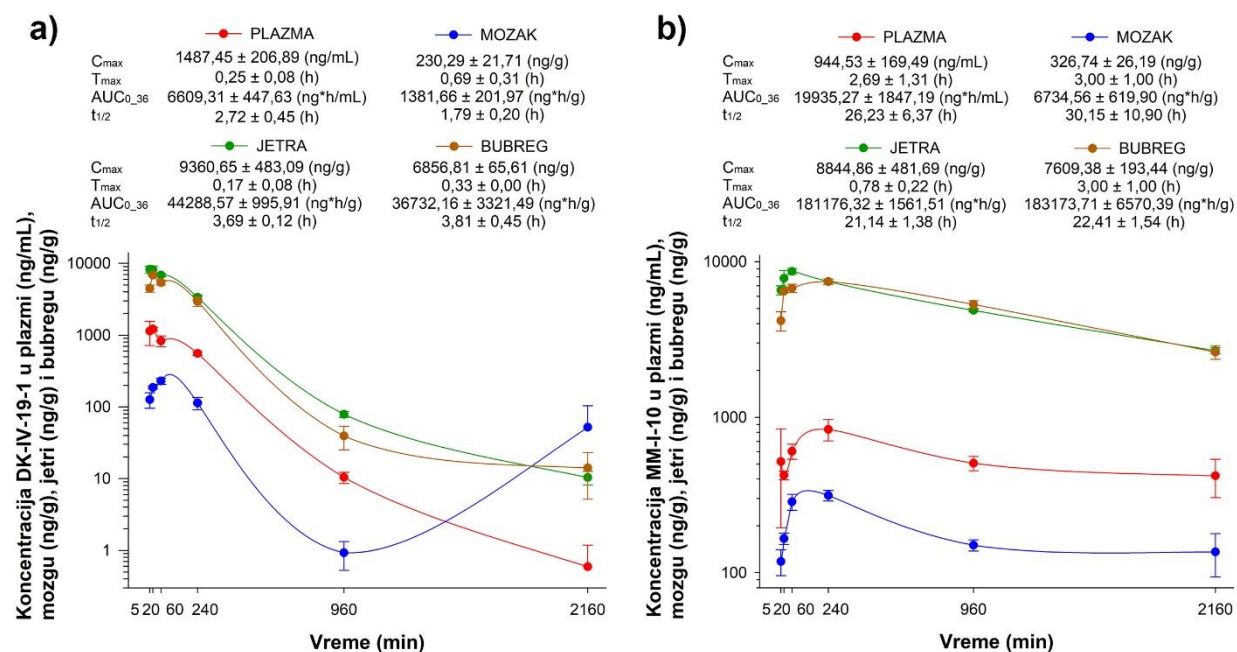 a)
PLAZMA MOZAK
Cmax 1487,45 ± 206,89 (ng/mL) 230,29 ± 21,71 (ng/g)
Tmax 0,25 ± 0,08 (h) 0,69 ± 0,31 (h)
AUC0_36 6609,31 ± 447,63 (ng*h/mL) 1381,66 ± 201,97 (ng*h/g)
t1/2 2,72 ± 0,45 (h) 1,79 ± 0,20 (h)
JETRA BUBREG
Cmax 9360,65 ± 483,09 (ng/g) 6856,81 ± 65,61 (ng/g)
Tmax 0,17 ± 0,08 (h) 0,33 ± 0,00 (h)
AUC0_36 44288,57 ± 995,91 (ng*h/g) 36732,16 ± 3321,49 (ng*h/g)
t1/2 3,69 ± 0,12 (h) 3,81 ± 0,45 (h)
Koncentracija DK-IV-19-1 u plazmi (ng/mL),
mozgu (ng/g), jetri (ng/g) i bubregu (ng/g)
10000
1000
100
10
1
5 20 60 240 960 2160
Vreme (min)
b)
PLAZMA MOZAK
Cmax 944,53 ± 169,49 (ng/mL) 326,74 ± 26,19 (ng/g)
Tmax 2,69 ± 1,31 (h) 3,00 ± 1,00 (h)
AUC0_36 19935,27 ± 1847,19 (ng*h/mL) 6734,56 ± 619,90 (ng*h/g)
t1/2 26,23 ± 6,37 (h) 30,15 ± 10,90 (h)
JETRA BUBREG
Cmax 8844,86 ± 481,69 (ng/g) 7609,38 ± 193,44 (ng/g)
Tmax 0,78 ± 0,22 (h) 3,00 ± 1,00 (h)
AUC0_36 181176,32 ± 1561,51 (ng*h/g) 183173,71 ± 6570,39 (ng*h/g)
t1/2 21,14 ± 1,38 (h) 22,41 ± 1,54 (h)
Koncentracija MM-I-10 u plazmi (ng/mL),
mozgu (ng/g), jetri (ng/g) i bubregu (ng/g)
10000
1000
100
5 20 60 240 960 2160
Vreme (min)